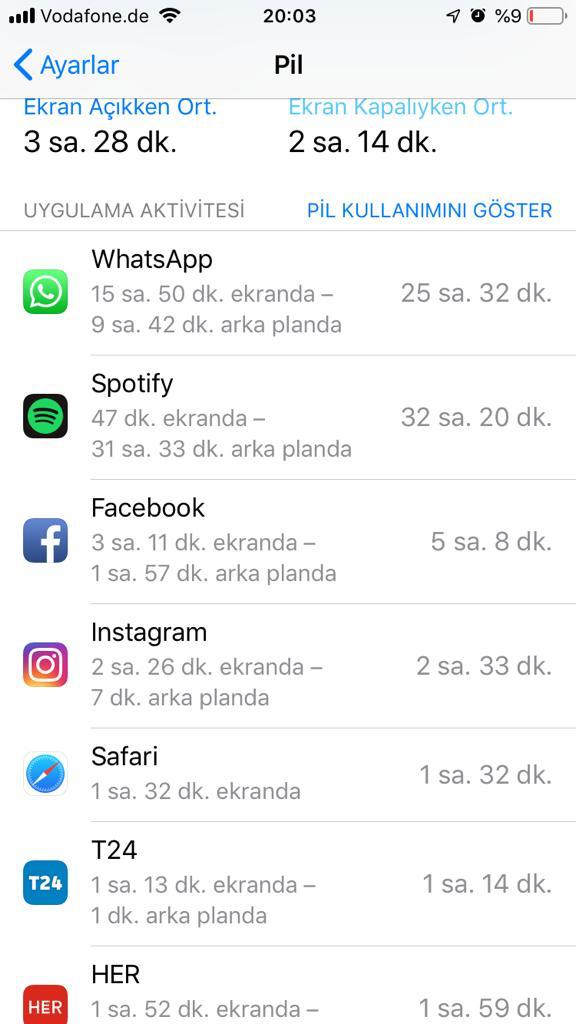 Vodafone.de 20:03 %9
Ayarlar Pil
Ekran Açıkken Ort. Ekran Kapalıyken Ort.
3 sa. 28 dk. 2 sa. 14 dk.
UYGULAMA AKTİVİTESİ PİL KULLANIMINI GÖSTER
WhatsApp
15 sa. 50 dk. ekranda – 25 sa. 32 dk.
9 sa. 42 dk. arka planda
Spotify
47 dk. ekranda – 32 sa. 20 dk.
31 sa. 33 dk. arka planda
Facebook
3 sa. 11 dk. ekranda – 5 sa. 8 dk.
1 sa. 57 dk. arka planda
Instagram
2 sa. 26 dk. ekranda – 2 sa. 33 dk.
7 dk. arka planda
Safari
1 sa. 32 dk. ekranda 1 sa. 32 dk.
T24
T24 1 sa. 13 dk. ekranda – 1 sa. 14 dk.
1 dk. arka planda
HER
HER 1 sa. 52 dk. ekranda – 1 sa. 59 dk.